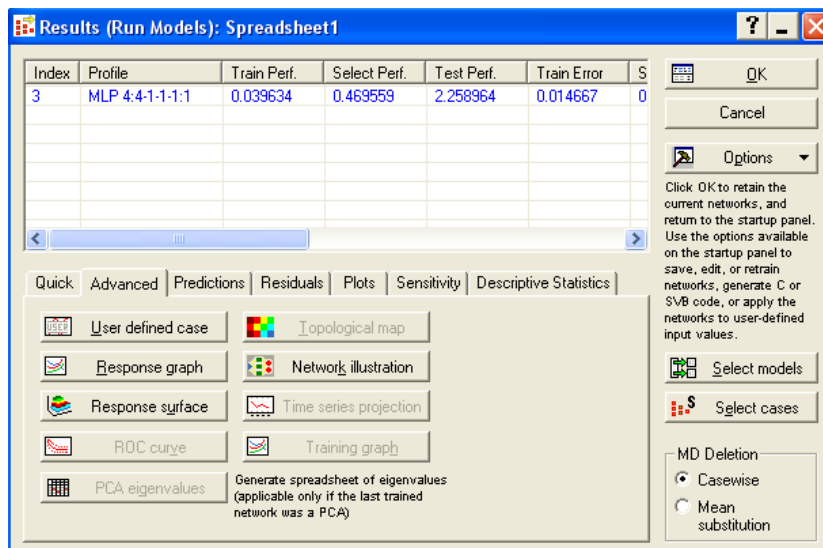 Results (Run Models): Spreadsheet1
Index Profile Train Perf. Select Perf. Test Perf. Train Error S
3 MLP 4:4-1-1-1:1 0.039634 0.469559 2.258964 0.014667 0
OK
Cancel
Options
Click OK to retain the
current networks, and
return to the startup panel.
Use the options available
on the startup panel to
save, edit, or retrain
networks, generate C or
SVB code, or apply the
networks to user-defined
input values.
Select models
Select cases
MD Deletion
Casewise
Mean
substitution
Quick Advanced Predictions Residuals Plots Sensitivity Descriptive Statistics
USER User defined case Topological map
Response graph Network illustration
Response surface Time series projection
ROC curve Training graph
PCA eigenvalues
Generate spreadsheet of eigenvalues
(applicable only if the last trained
network was a PCA)